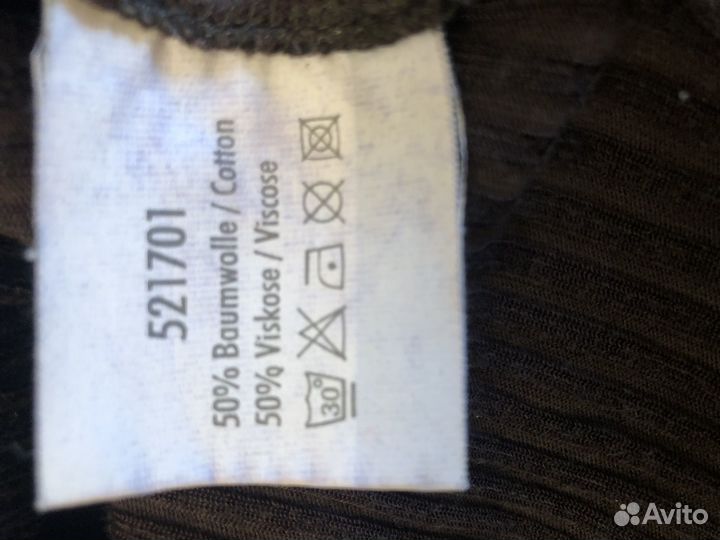 521701
50% Baumwolle / Cotton
50% Viskose / Viscose
30°
Avito